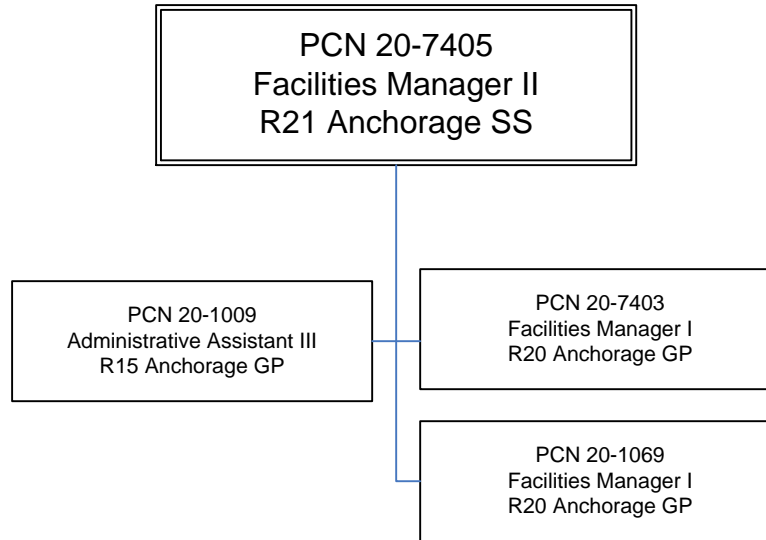 PCN 20-7405
Facilities Manager II
R21 Anchorage SS
PCN 20-1009
Administrative Assistant III
R15 Anchorage GP
PCN 20-7403
Facilities Manager I
R20 Anchorage GP
PCN 20-1069
Facilities Manager I
R20 Anchorage GP